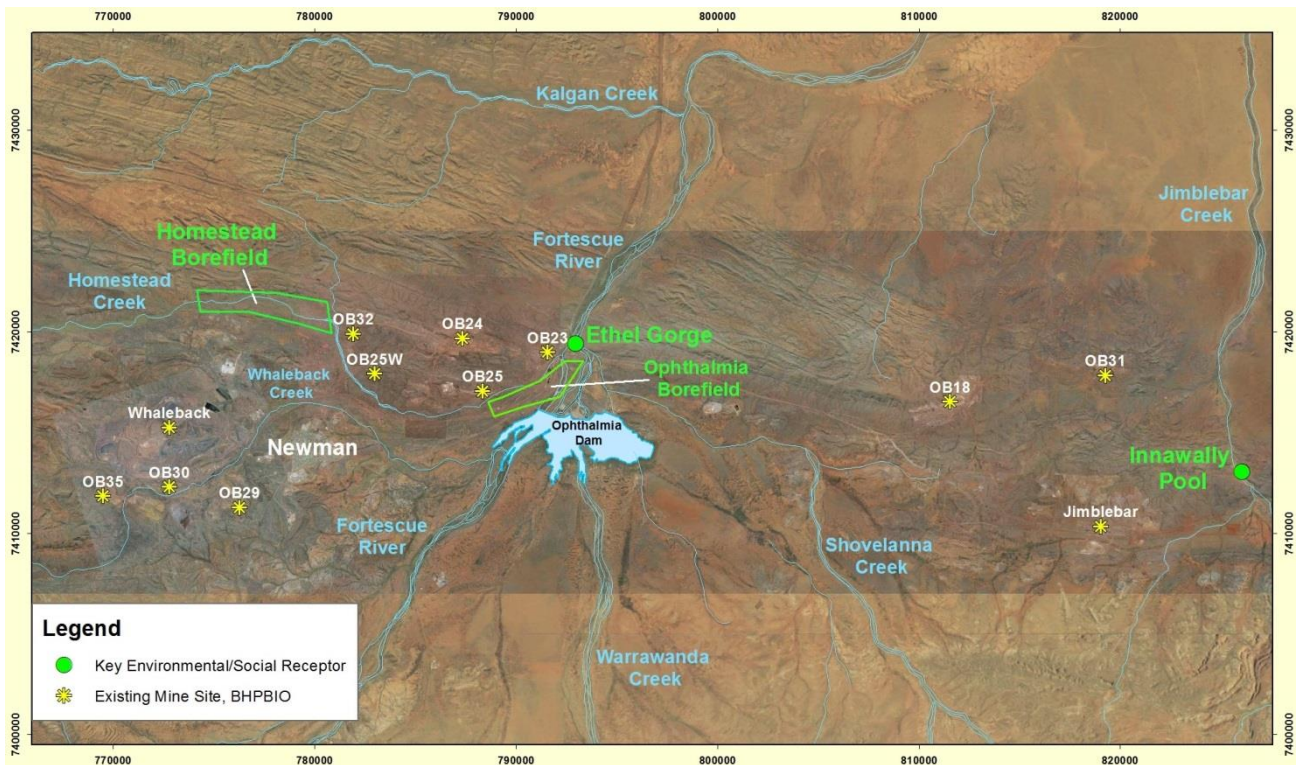 770000
780000
790000
800000
810000
820000
Kalgan Creek
7430000
7430000
Jimblebar
Creek
Homestead
Borefield
Fortescue
River
Homestead
Creek
OB32
OB24
OB23
Ethel Gorge
7420000
7420000
OB25W
OB25
Ophthalmia
Borefield
OB31
OB18
Whaleback
Creek
Whaleback
Newman
Ophthalmia
Dam
Innawally
Pool
OB35
OB30
OB29
Jimblebar
Fortescue
River
Shovelanna
Creek
7410000
7410000
Warrawanda
Creek
Legend
Key Environmental/Social Receptor
Existing Mine Site, BHPBIO
7400000
7400000
770000
780000
790000
800000
810000
820000